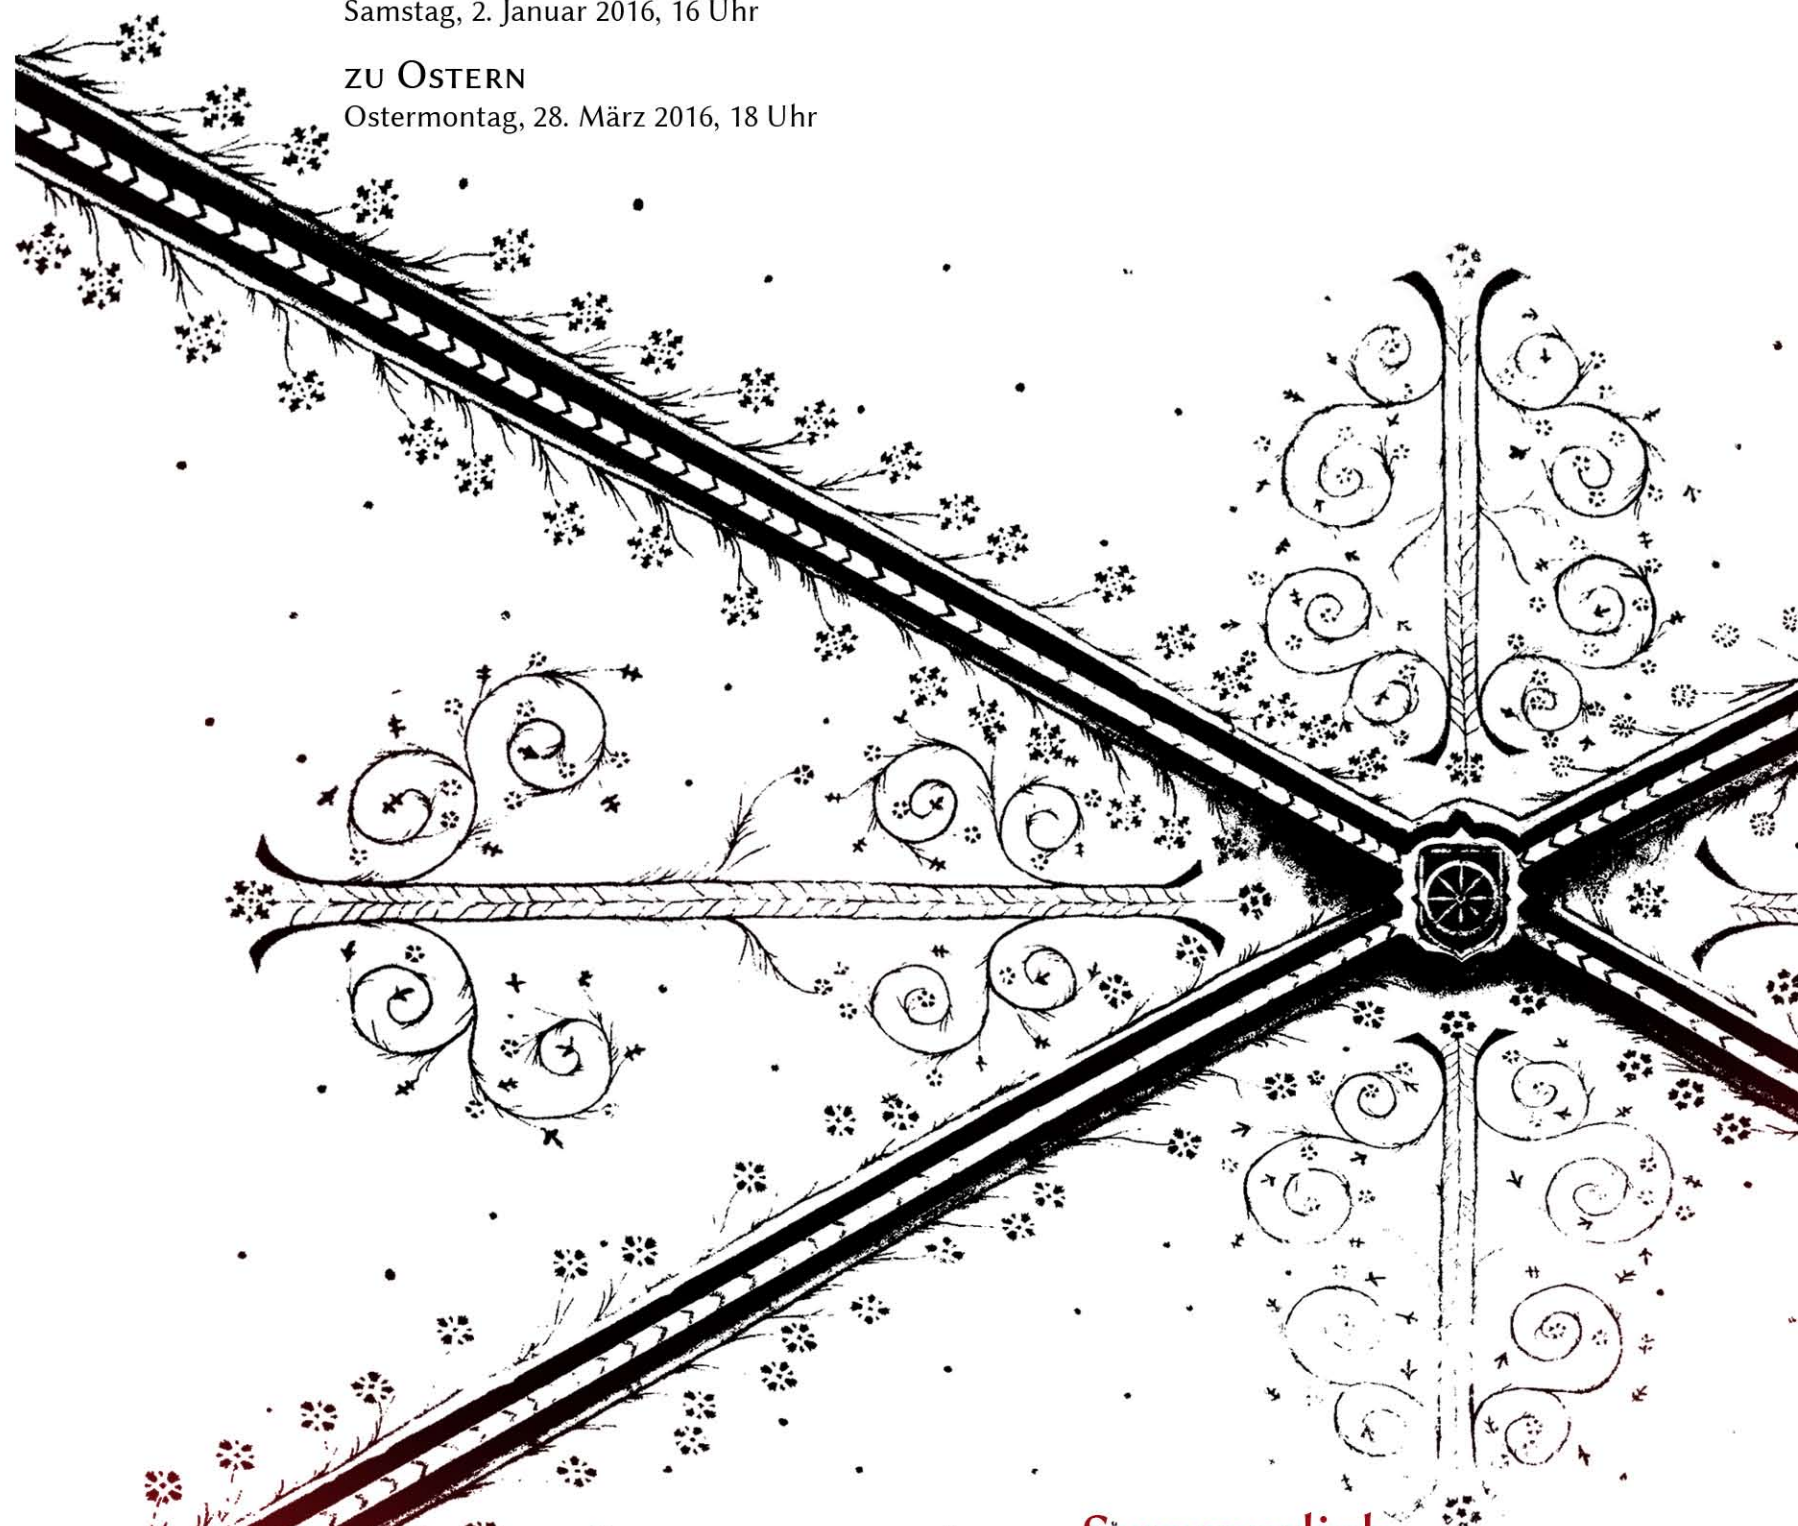 Samstag, 2. Januar 2016, 16 Uhr
ZU OSTERN
Ostermontag, 28. März 2016, 18 Uhr